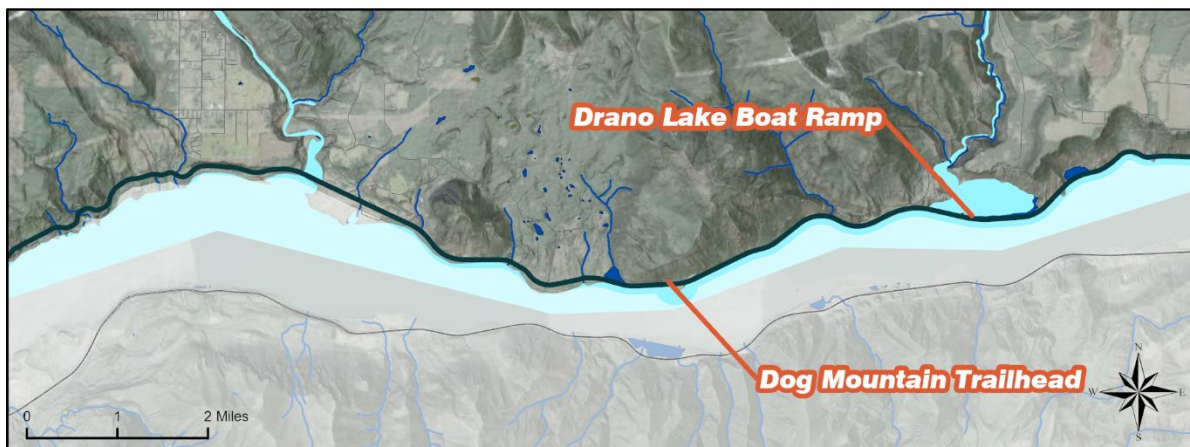 Drano Lake Boat Ramp
Dog Mountain Trailhead
0 1 2 Miles
N
W E
S